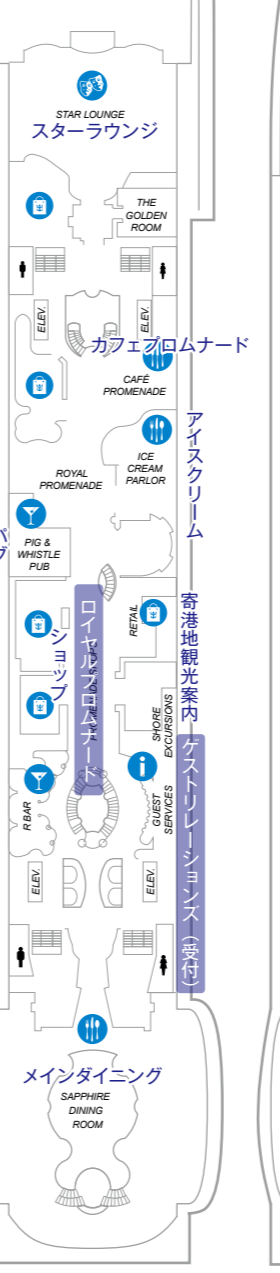 STAR LOUNGE
スターラウンジ
THE
GOLDEN
ROOM
ELEV.
ELEV.
カフェプロムナード
CAFÉ
PROMENADE
アイスクリーム
ICE
CREAM
PARLOR
ROYAL
PROMENADE
パブ
PIG &
WHISTLE
PUB
ロイヤルプロムナード
ショップ
RETAIL
寄港地観光案内
SHORE
EXCURSIONS
ゲストリレーションズ（受付）
GUEST
SERVICES
R BAR
ELEV.
ELEV.
メインダイニング
SAPPHIRE
DINING
ROOM